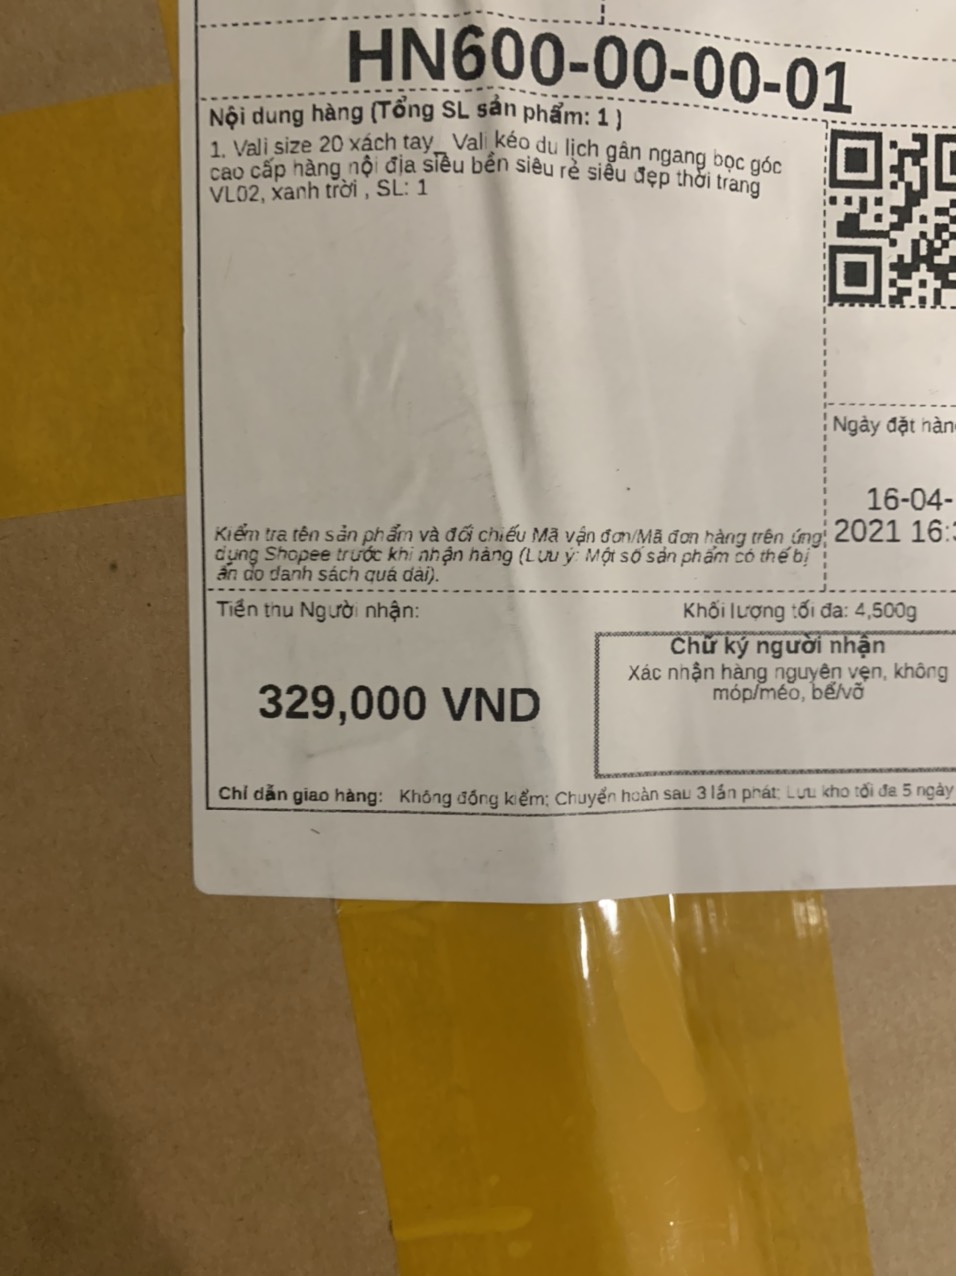 HN600-00-00-01
Nội dung hàng (Tổng SL sản phẩm: 1 )
1. Vali size 20 xách tay_ Vali kéo du lịch gân ngang bọc góc
cao cấp hàng nội địa siêu bền siêu rẻ siêu đẹp thời trang
VL02, xanh trời , SL: 1
Ngày đặt
16-04-
2021 16:
Kiểm tra tên sản phẩm và đối chiếu Mã vận đơn/Mã đơn hàng trên ứng
dụng Shopee trước khi nhận hàng (Lưu ý: Một số sản phẩm có thể bị
ẩn do danh sách quá dài).
Tiền thu Người nhận:
329,000 VND
Khối lượng tối đa: 4,500g
Chữ ký người nhận
Xác nhận hàng nguyên vẹn, không
móp/méo, bể/vỡ
Chỉ dẫn giao hàng: Không đồng kiểm; Chuyển hoàn sau 3 lần phát; Lưu kho tối đa 5 ngày